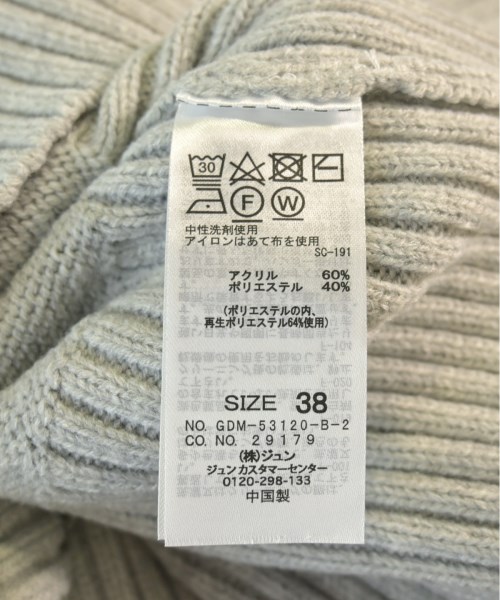 30
F W
中性洗剤使用
アイロンはあて布を使用
SC-191
アクリル 60%
ポリエステル 40%
(ポリエステルの内、
再生ポリエステル64%使用)
SIZE 38
NO. GDM-53120-B-2
CO. NO. 29179
(株)ジュン
ジュン カスタマーセンター
0120-298-133
中国製